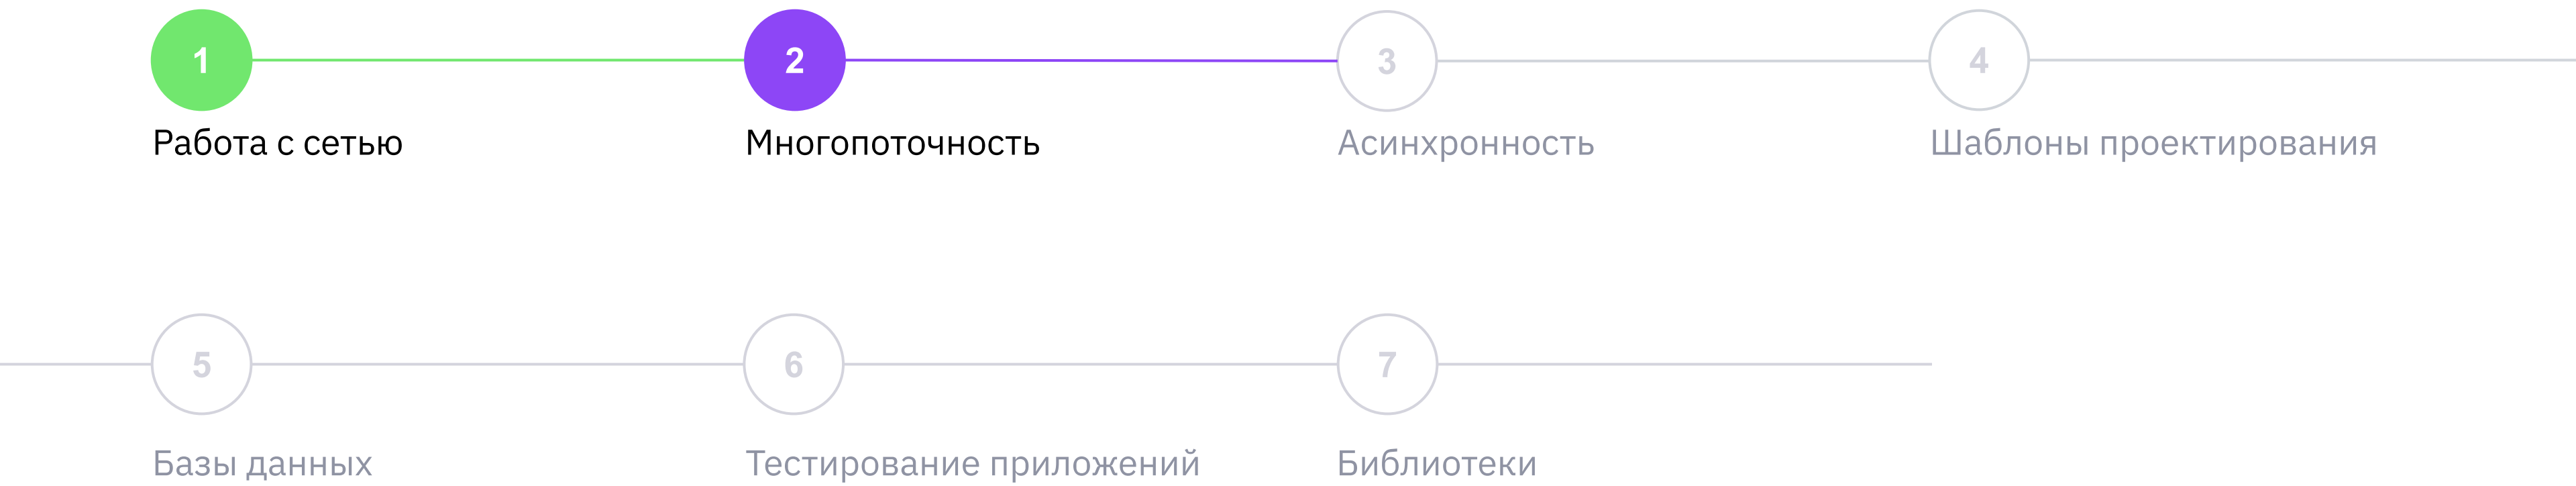 1 2 3 4
Работа с сетью Многопоточность Асинхронность Шаблоны проектирования
5 6 7
Базы данных Тестирование приложений Библиотеки